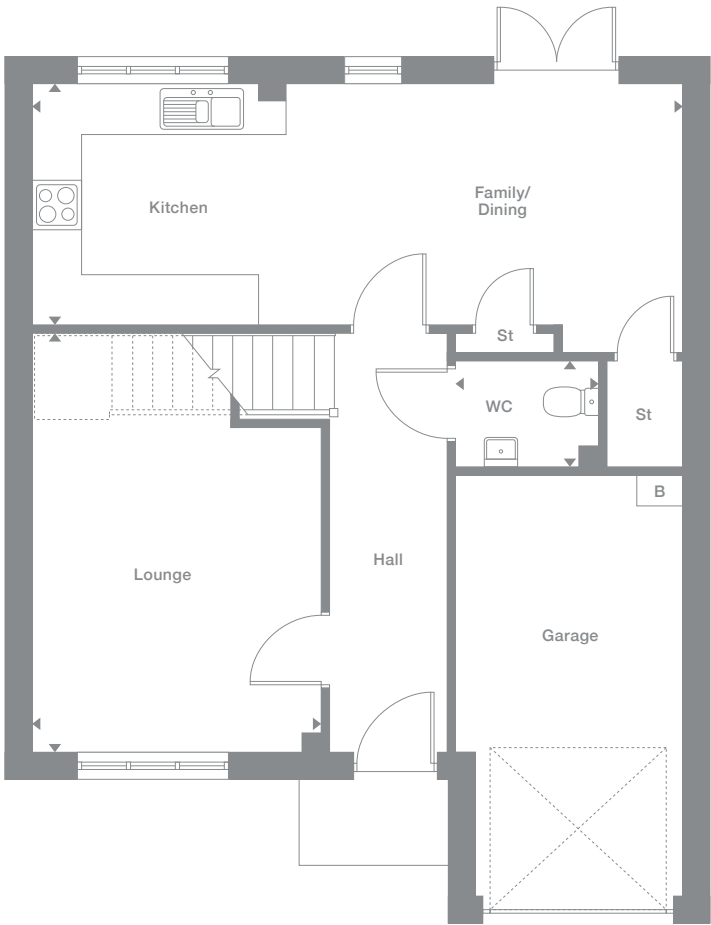 Kitchen
Family/
Dining
St
WC
St
B
Hall
Lounge
Garage